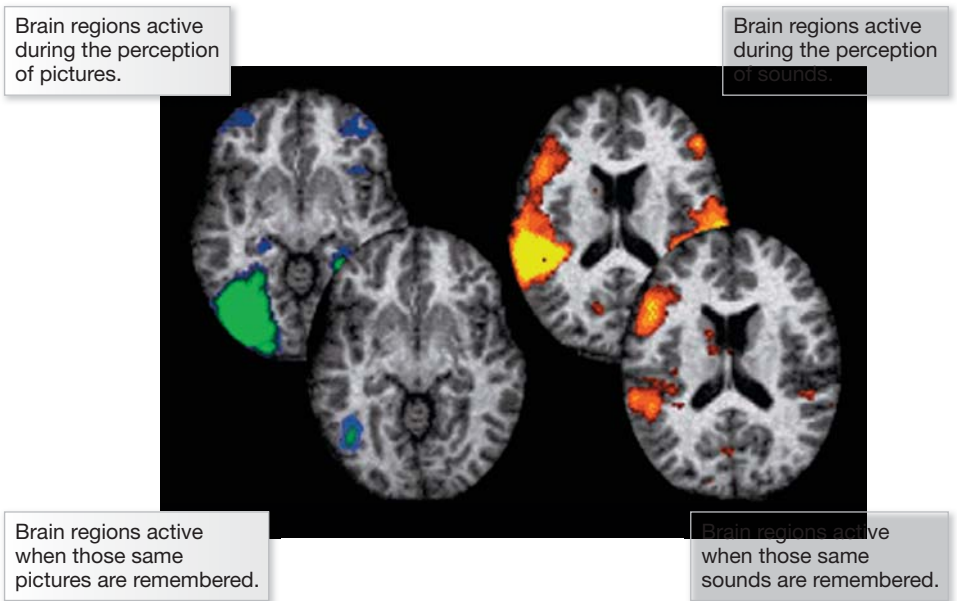 Brain regions active
during the perception
of pictures.
Brain regions active
during the perception
of sounds.
Brain regions active
when those same
pictures are remembered.
Brain regions active
when those same
sounds are remembered.